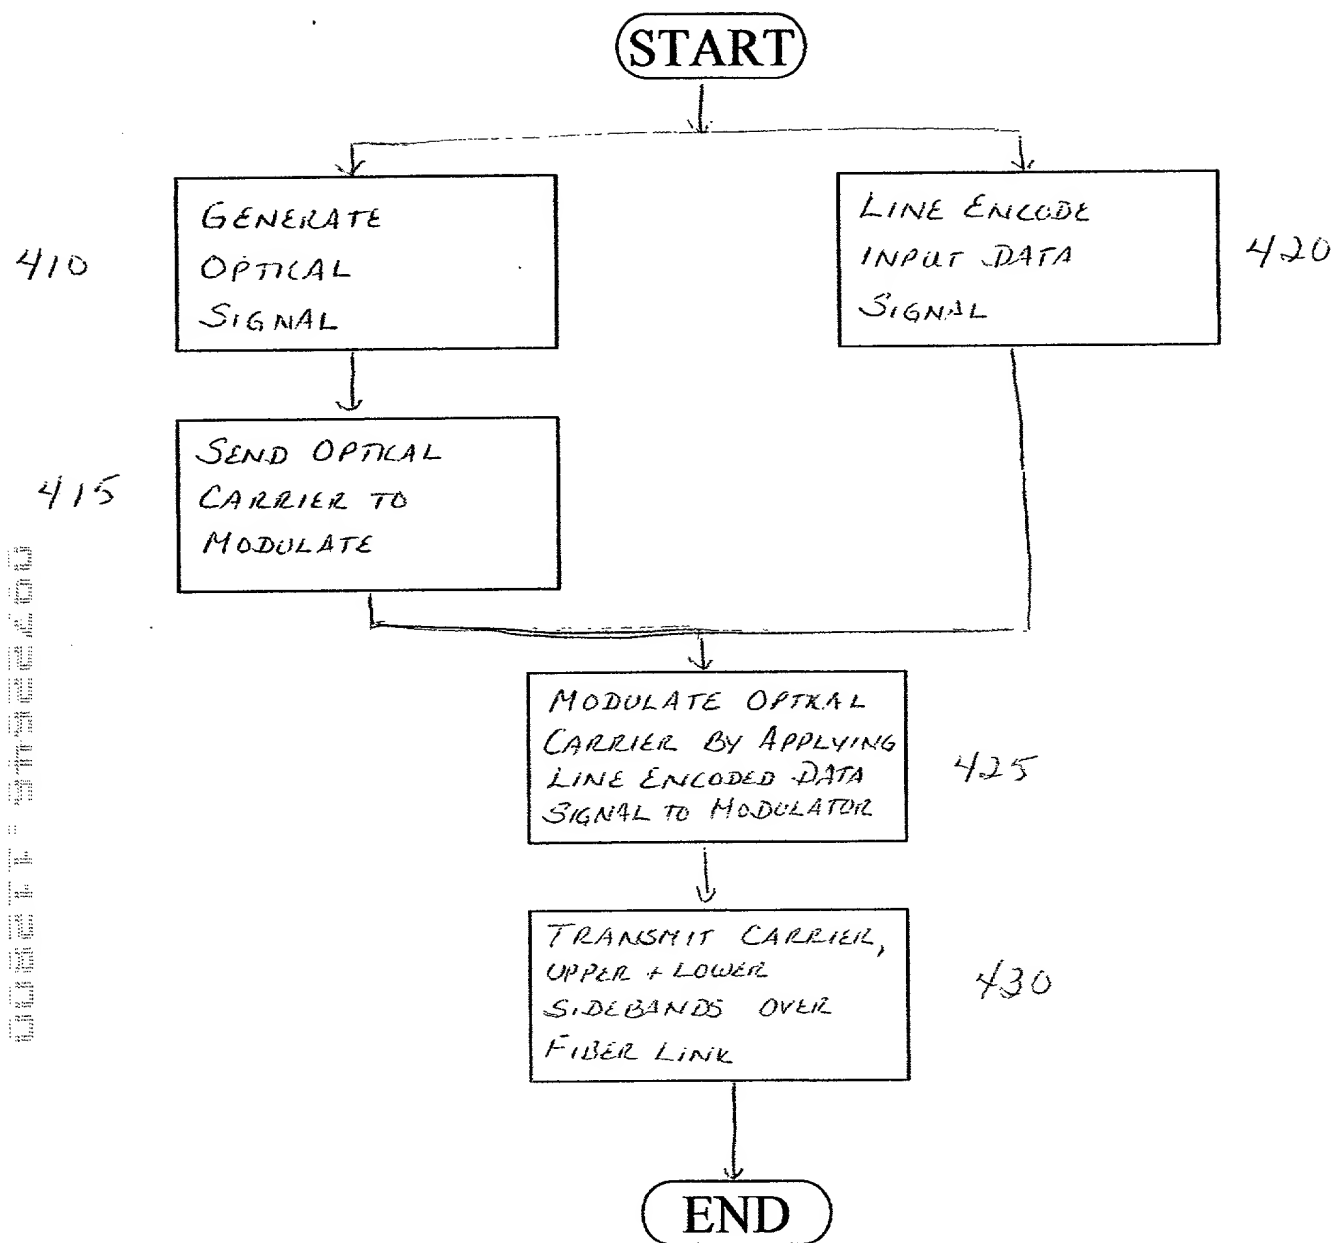 START
410
GENERATE
OPTICAL
SIGNAL
LINE ENCODE
INPUT DATA
SIGNAL
420
415
SEND OPTICAL
CARRIER TO
MODULATE
MODULATE OPTICAL
CARRIER BY APPLYING
LINE ENCODED DATA
SIGNAL TO MODULATOR
425
TRANSMIT CARRIER,
UPPER + LOWER
SIDEBANDS OVER
FIBER LINK
430
END